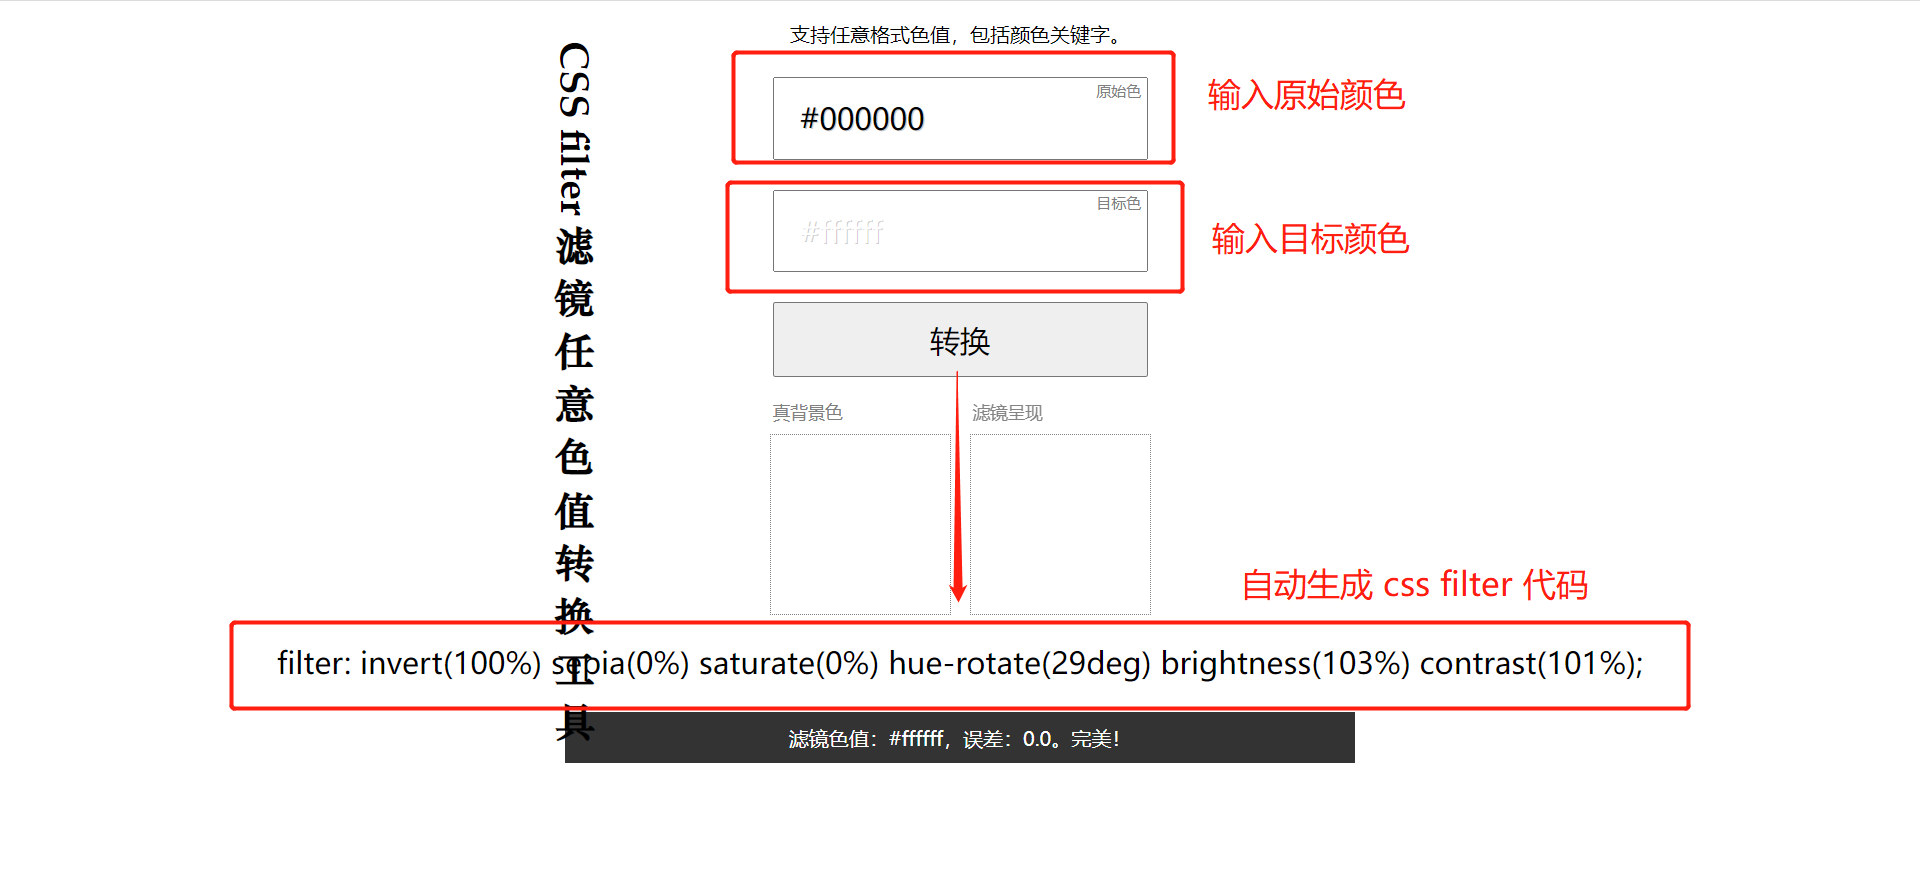 支持任意格式色值，包括颜色关键字。
CSS filter 滤镜任意色值转换工具
原始色
#000000
输入原始颜色
目标色
#ffffff
输入目标颜色
转换
真背景色
滤镜呈现
自动生成 css filter 代码
filter: invert(100%) sepia(0%) saturate(0%) hue-rotate(29deg) brightness(103%) contrast(101%);
滤镜色值：#ffffff，误差：0.0。完美！